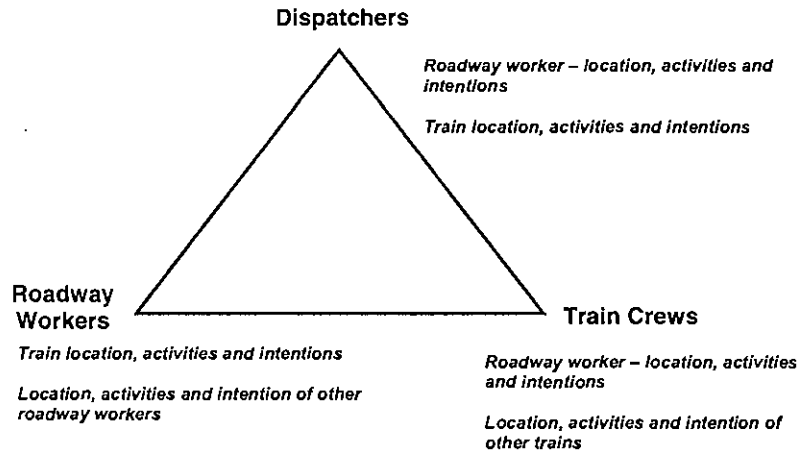 Dispatchers
Roadway worker – location, activities and
intentions
Train location, activities and intentions
Roadway
Workers
Train location, activities and intentions
Location, activities and intention of other
roadway workers
Train Crews
Roadway worker – location, activities
and intentions
Location, activities and intention of
other trains